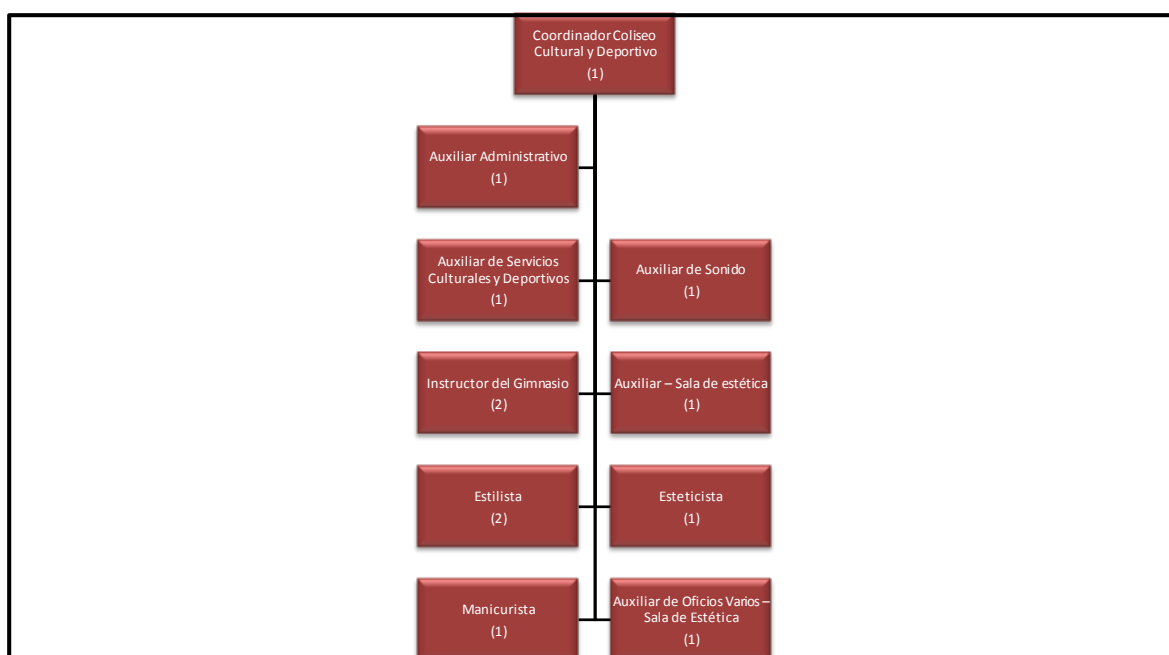 Coordinador Coliseo
Cultural y Deportivo
(1)
Auxiliar Administrativo
(1)
Auxiliar de Servicios
Culturales y Deportivos
(1)
Auxiliar de Sonido
(1)
Instructor del Gimnasio
(2)
Auxiliar – Sala de estética
(1)
Estilista
(2)
Esteticista
(1)
Manicurista
(1)
Auxiliar de Oficios Varios –
Sala de Estética
(1)